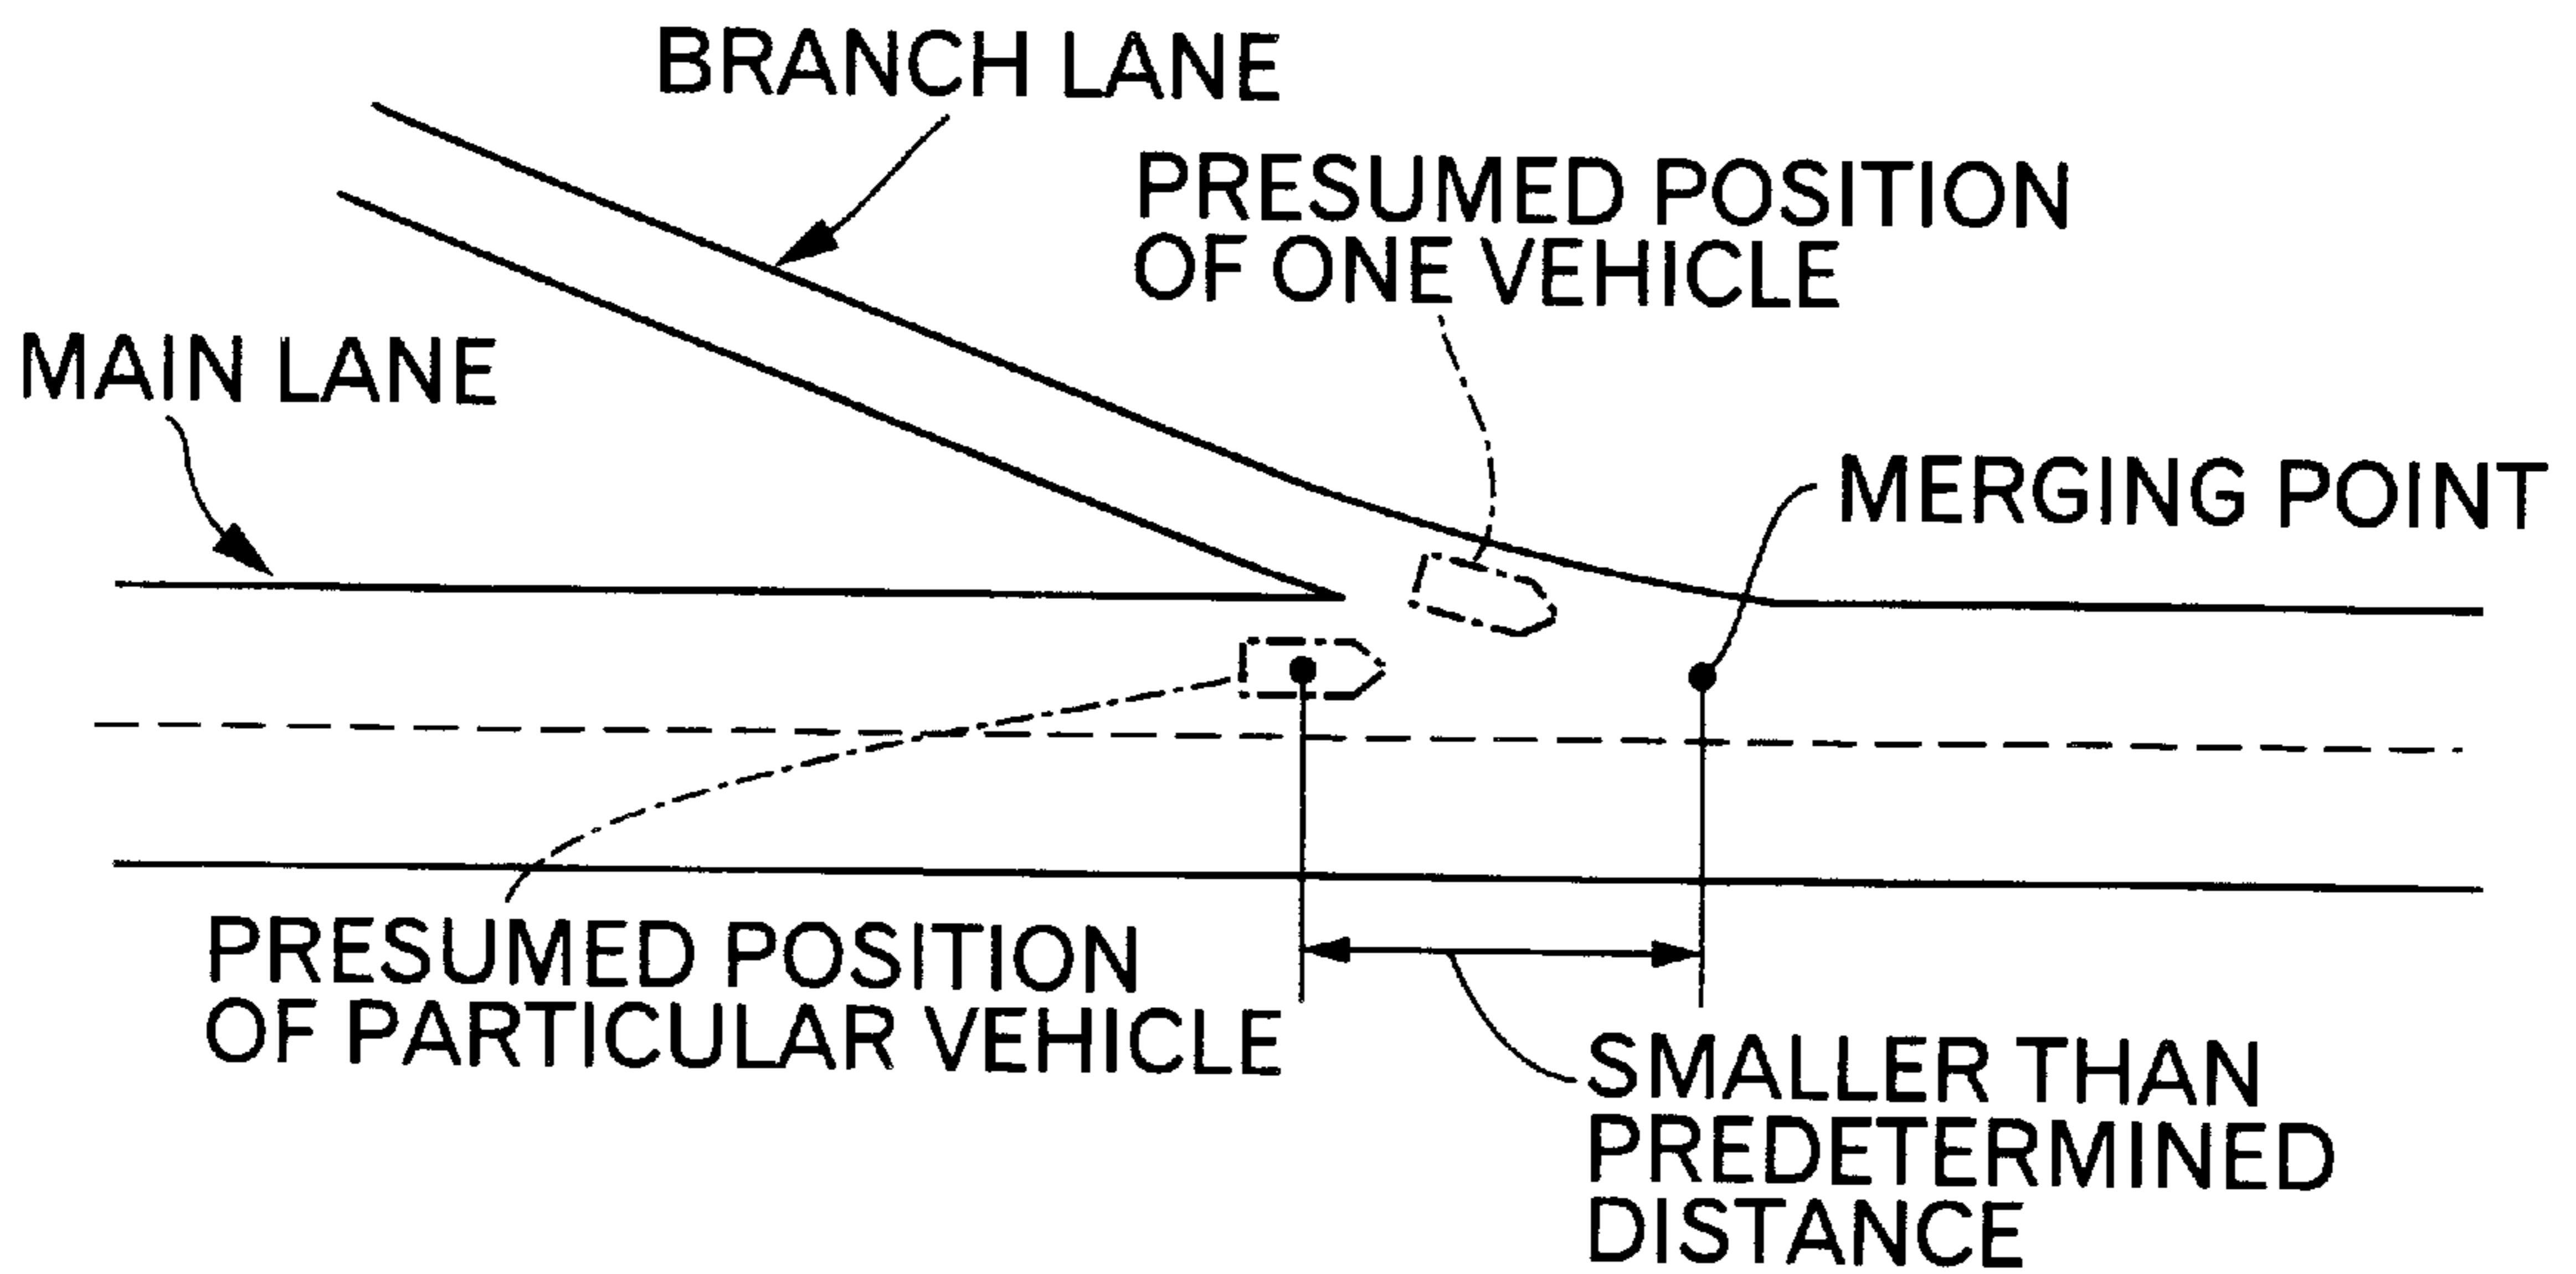 BRANCH LANE
PRESUMED POSITION
OF ONE VEHICLE
MAIN LANE
MERGING POINT
PRESUMED POSITION
OF PARTICULAR VEHICLE
SMALLER THAN
PREDETERMINED
DISTANCE